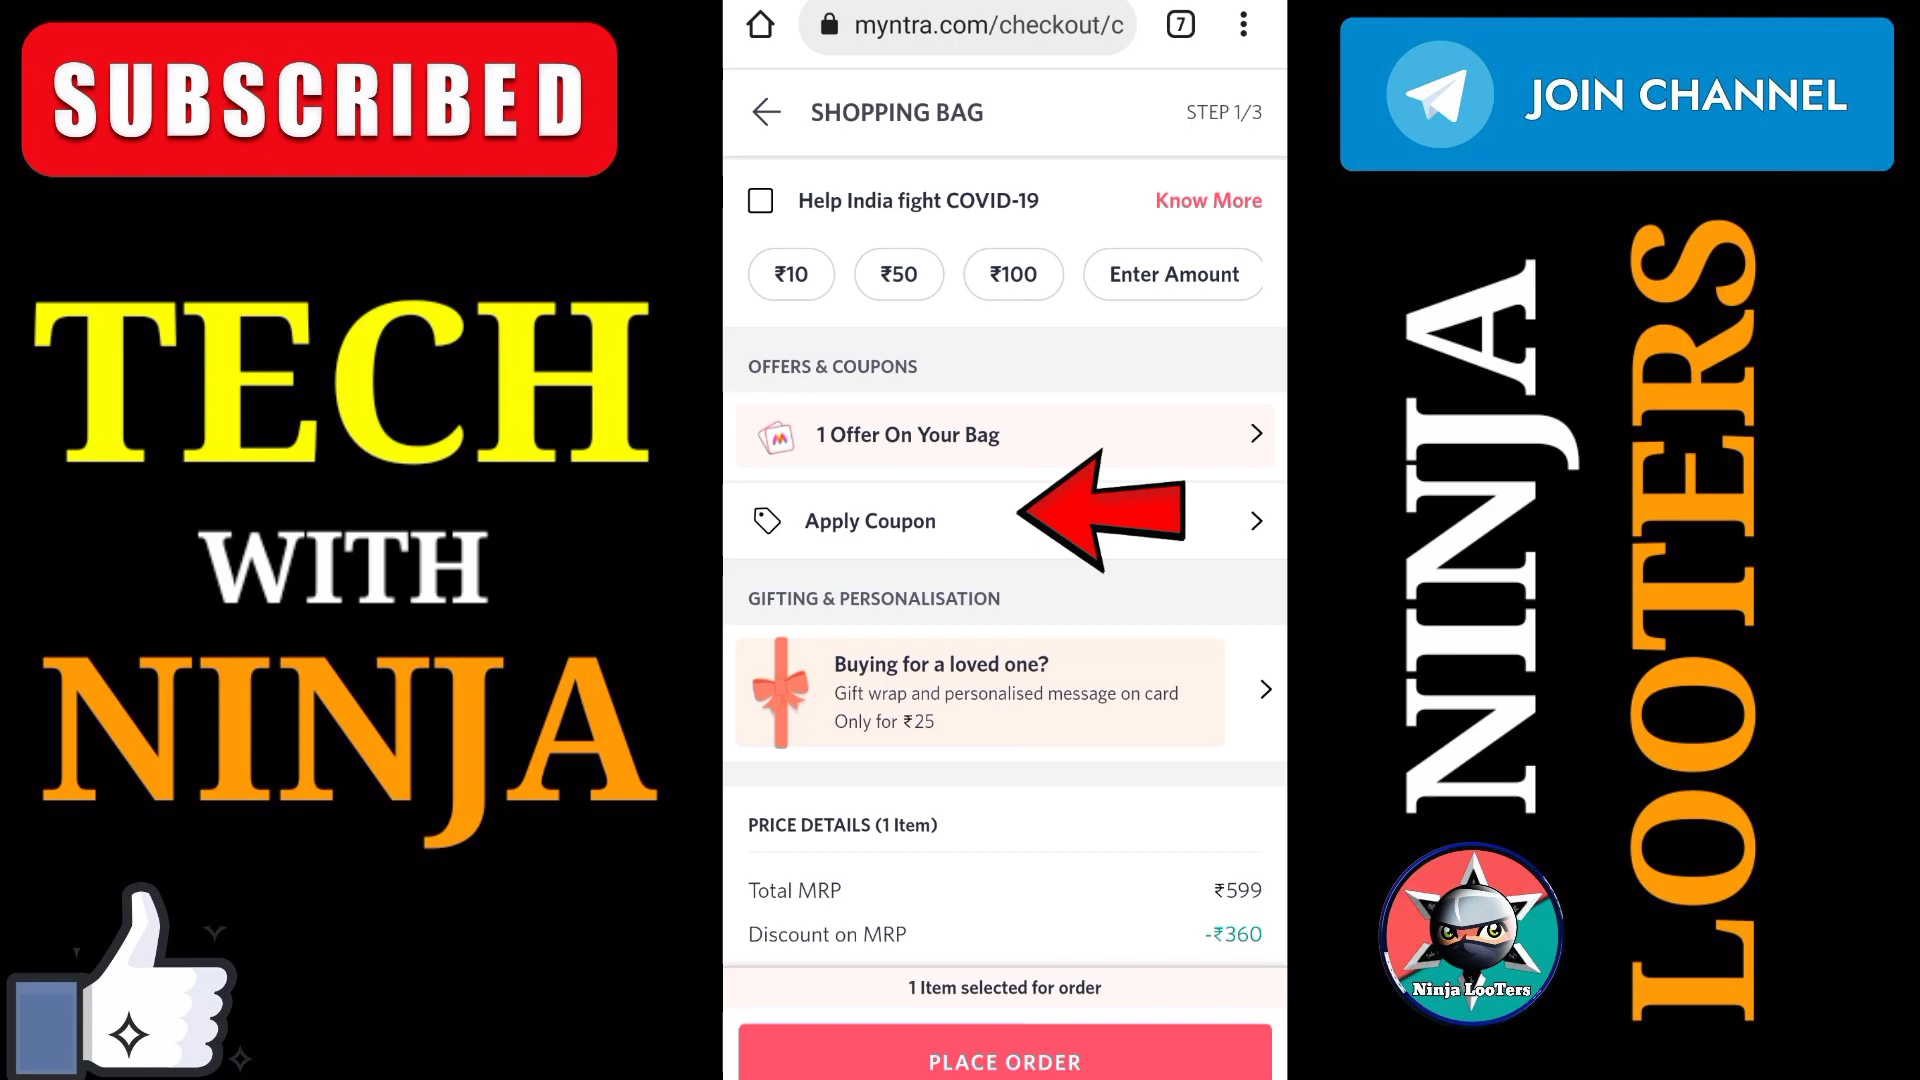 SUBSCRIBED
TECH
WITH
NINJA
myntra.com/checkout/c
7
SHOPPING BAG
STEP 1/3
Help India fight COVID-19
Know More
₹10
₹50
₹100
Enter Amount
OFFERS & COUPONS
1 Offer On Your Bag
Apply Coupon
GIFTING & PERSONALISATION
Buying for a loved one?
Gift wrap and personalised message on card
Only for ₹25
PRICE DETAILS (1 Item)
Total MRP
₹599
Discount on MRP
-₹360
1 Item selected for order
PLACE ORDER
JOIN CHANNEL
NINJA
LOOTERS
Ninja LooTers